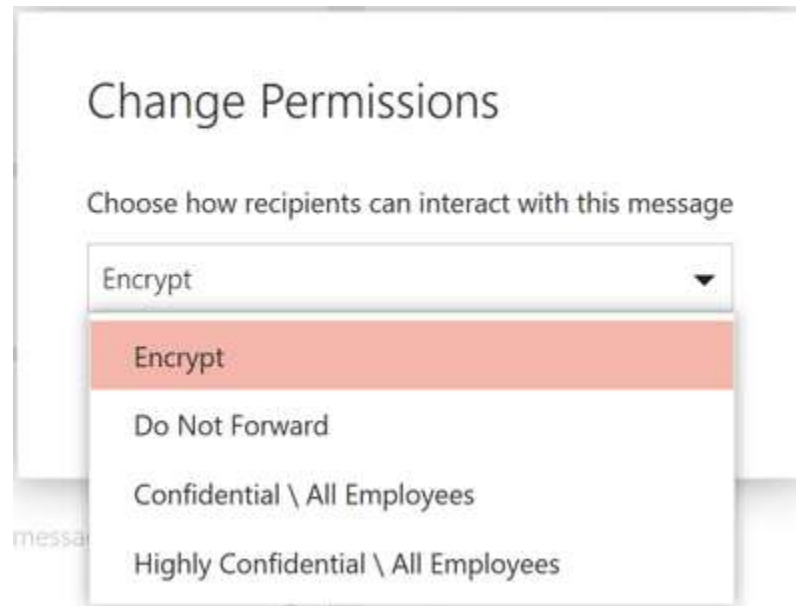 Change Permissions
Choose how recipients can interact with this message
Encrypt
Encrypt
Do Not Forward
Confidential \ All Employees
Highly Confidential \ All Employees